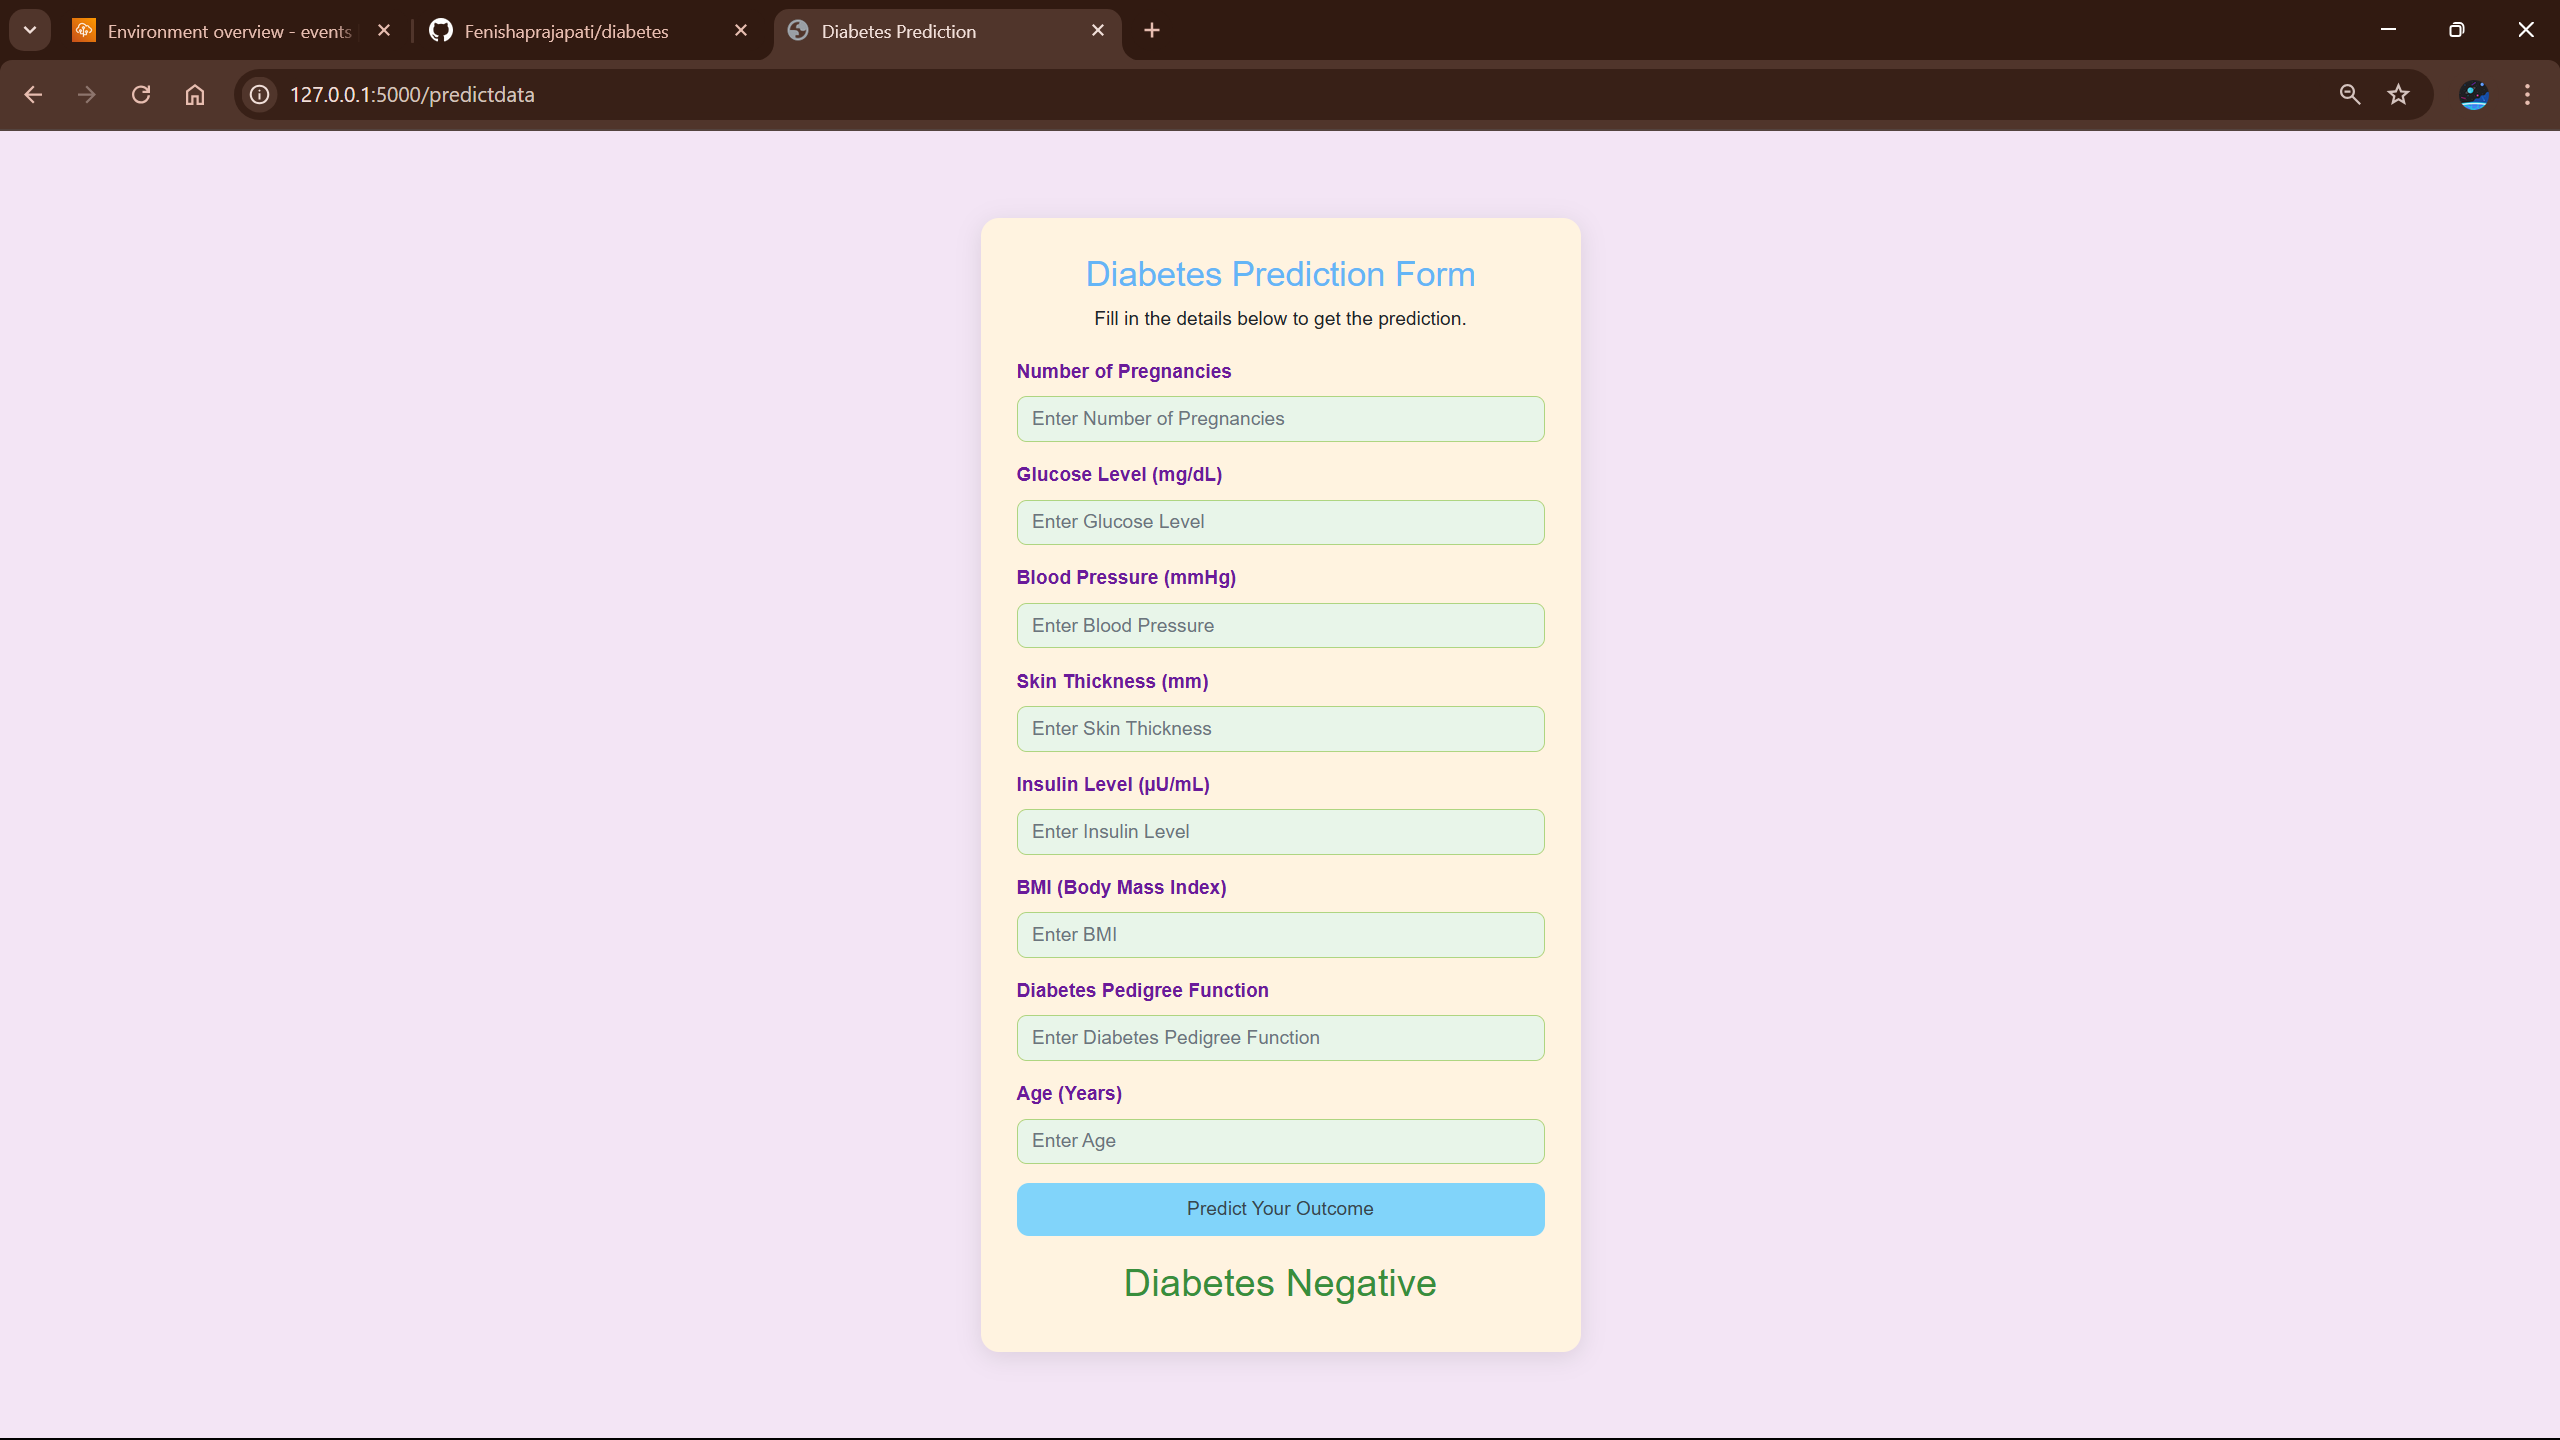 Environment overview - events
Fenishaprajapati/diabetes
Diabetes Prediction
127.0.0.1:5000/predictdata
Diabetes Prediction Form
Fill in the details below to get the prediction.
Number of Pregnancies
Enter Number of Pregnancies
Glucose Level (mg/dL)
Enter Glucose Level
Blood Pressure (mmHg)
Enter Blood Pressure
Skin Thickness (mm)
Enter Skin Thickness
Insulin Level (µU/mL)
Enter Insulin Level
BMI (Body Mass Index)
Enter BMI
Diabetes Pedigree Function
Enter Diabetes Pedigree Function
Age (Years)
Enter Age
Predict Your Outcome
Diabetes Negative